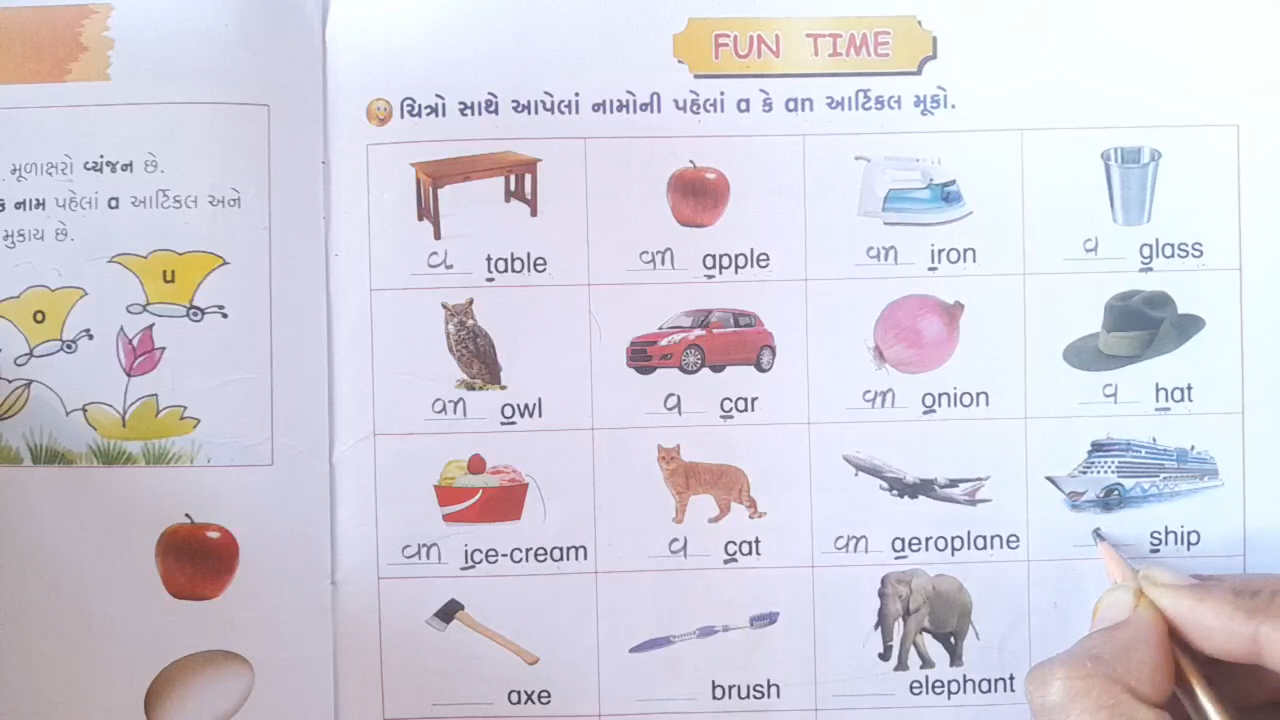 FUN TIME
ચિત્રો સાથે આપેલાં નામોની પહેલાં a કે an આર્ટિકલ મૂકો.
મૂળાક્ષરો વ્યંજન છે.
નામ પહેલાં a આર્ટિકલ અને
મુકાય છે.
u
o
a table an apple an iron a glass
an owl a car an onion a hat
an ice-cream a cat an aeroplane ship
axe brush elephant